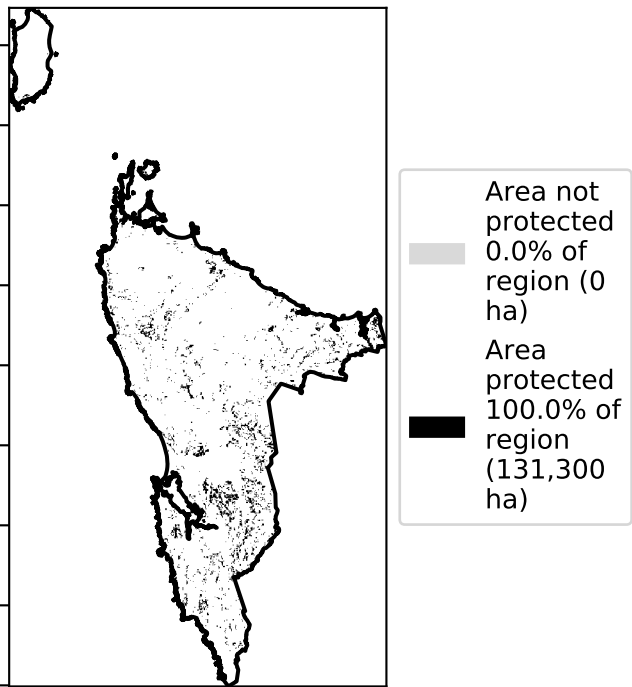 Area not
protected
0.0% of
region (0
ha)
Area
protected
100.0% of
region
(131,300
ha)